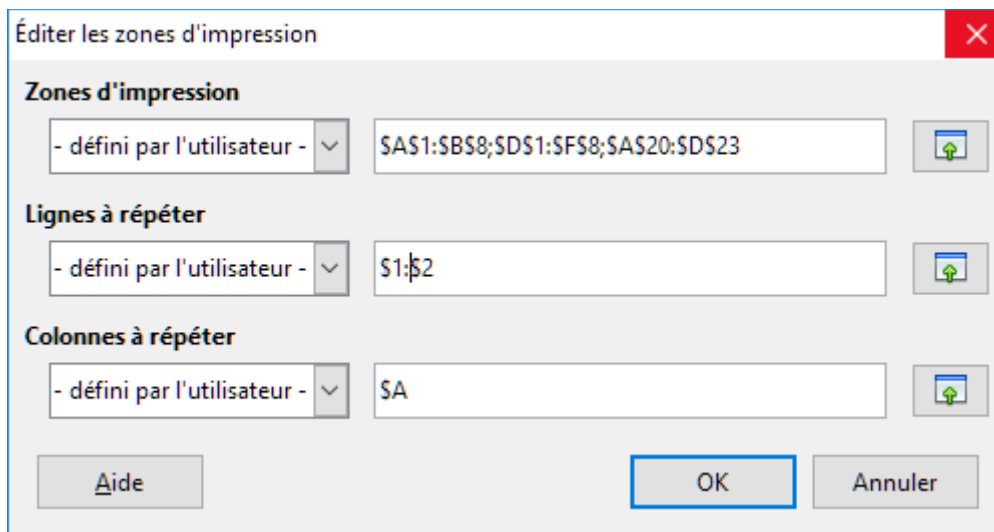 Éditer les zones d'impression
Zones d'impression
- défini par l'utilisateur - $A$1:$B$8;$D$1:$F$8;$A$20:$D$23
Lignes à répéter
- défini par l'utilisateur - $1:$2
Colonnes à répéter
- défini par l'utilisateur - $A
Aide OK Annuler